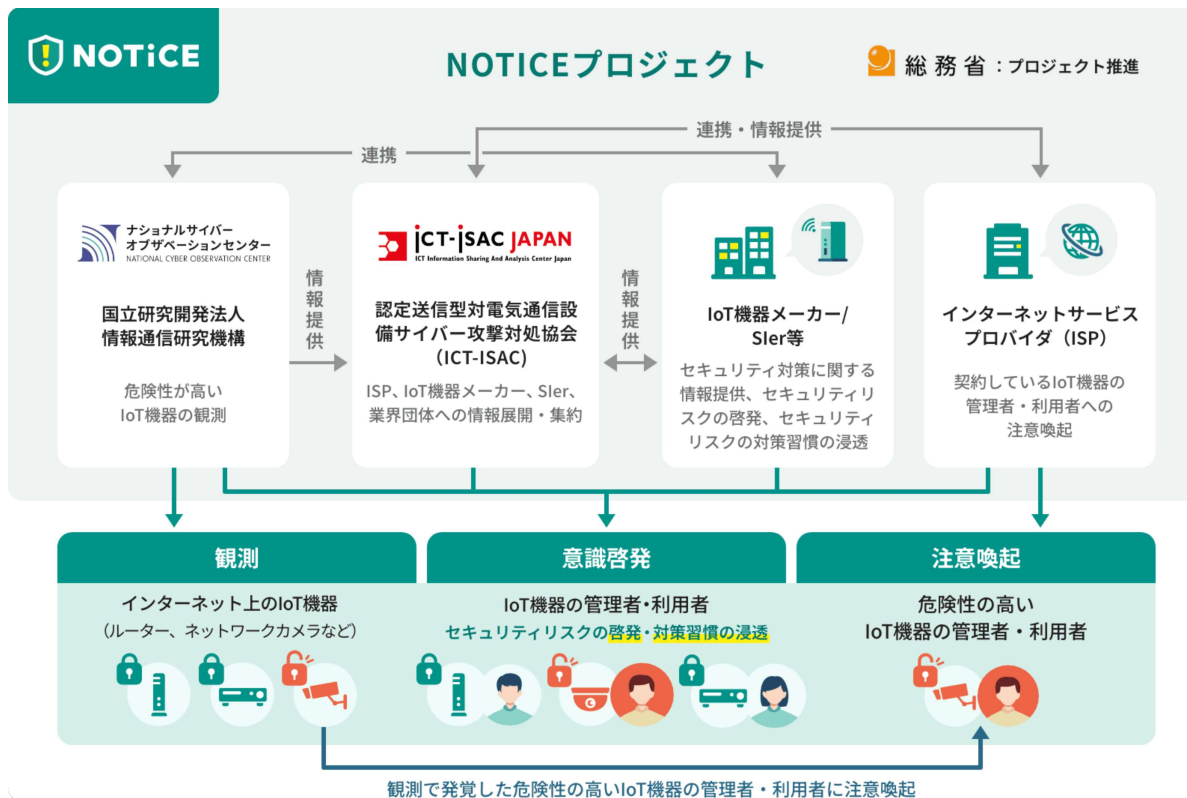 NOTiCE
NOTICEプロジェクト
総務省：プロジェクト推進
連携・情報提供
連携
ナショナルサイバー
オブザベーションセンター
NATIONAL CYBER OBSERVATION CENTER
国立研究開発法人
情報通信研究機構
危険性が高い
IoT機器の観測
情報提供
ICT-ISAC JAPAN
ICT Information Sharing And Analysis Center Japan
認定送信型対電気通信設
備サイバー攻撃対処協会
（ICT-ISAC）
ISP、IoT機器メーカー、SIer、
業界団体への情報展開・集約
情報提供
IoT機器メーカー/
SIer等
セキュリティ対策に関する
情報提供、セキュリティリ
スクの啓発、セキュリティ
リスクの対策習慣の浸透
インターネットサービス
プロバイダ（ISP）
契約しているIoT機器の
管理者・利用者への
注意喚起
観測
インターネット上のIoT機器
（ルーター、ネットワークカメラなど）
意識啓発
IoT機器の管理者・利用者
セキュリティリスクの啓発・対策習慣の浸透
注意喚起
危険性の高い
IoT機器の管理者・利用者
観測で発覚した危険性の高いIoT機器の管理者・利用者に注意喚起